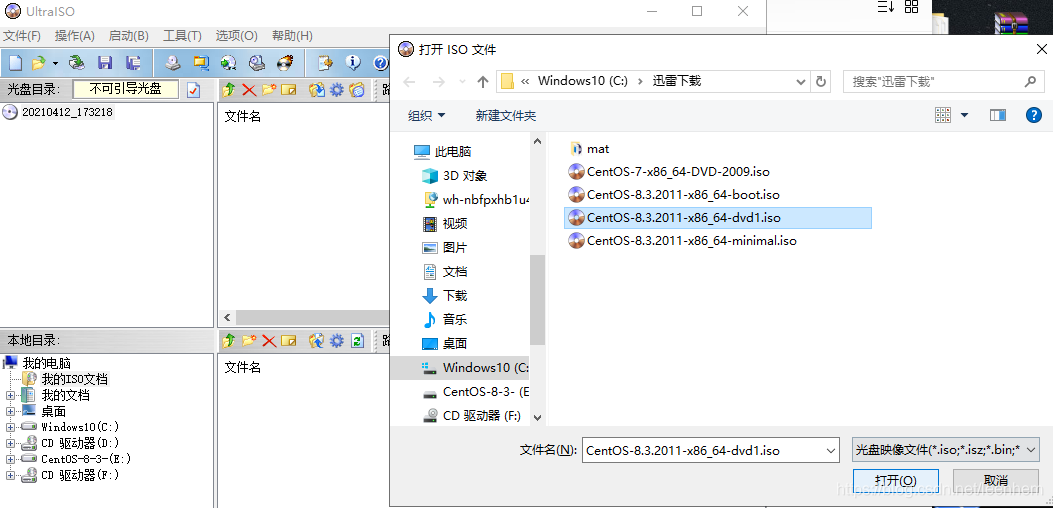 UltraISO
文件(F) 操作(A) 启动(B) 工具(T) 选项(O) 帮助(H)
光盘目录: 不可引导光盘
20210412_173218
文件名
本地目录:
我的电脑
我的ISO文档
我的文档
桌面
Windows10(C:)
CD 驱动器(D:)
CentOS-8-3-(E:)
CD 驱动器(F:)
文件名
打开 ISO 文件
« Windows10 (C:) › 迅雷下载
搜索"迅雷下载"
组织 新建文件夹
此电脑
3D 对象
wh-nbfpxhb1u4
视频
图片
文档
下载
音乐
桌面
Windows10 (C:
CentOS-8-3- (E
CD 驱动器 (F:)
mat
CentOS-7-x86_64-DVD-2009.iso
CentOS-8.3.2011-x86_64-boot.iso
CentOS-8.3.2011-x86_64-dvd1.iso
CentOS-8.3.2011-x86_64-minimal.iso
文件名(N): CentOS-8.3.2011-x86_64-dvd1.iso
光盘映像文件(*.iso;*.isz;*.bin;*
打开(O) 取消